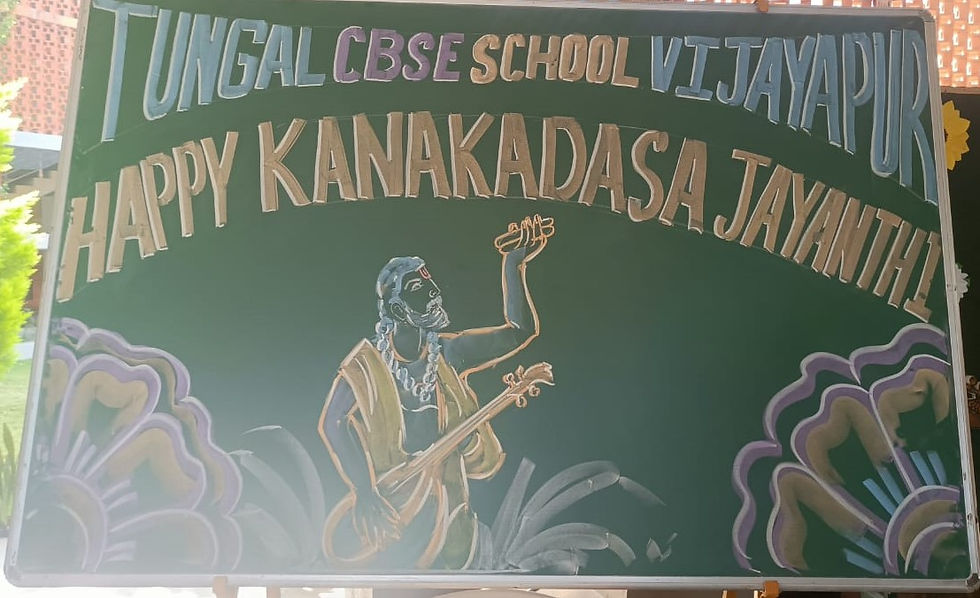 TUNGAL CBSE SCHOOL VIJAYAPUR
HAPPY KANAKADASA JAYANTHI